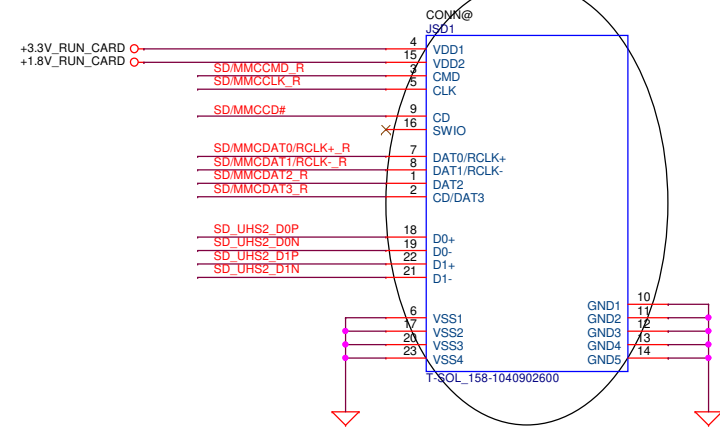 CONN@
JSD1
+3.3V_RUN_CARD 4 VDD1
+1.8V_RUN_CARD 15 VDD2
SD/MMCCMD_R 3 CMD
SD/MMCCLK_R 5 CLK
SD/MMCCD# 9 CD
16 SWIO
SD/MMCDAT0/RCLK+_R 7 DAT0/RCLK+
SD/MMCDAT1/RCLK-_R 8 DAT1/RCLK-
SD/MMCDAT2_R 1 DAT2
SD/MMCDAT3_R 2 CD/DAT3
SD_UHS2_D0P 18 D0+
SD_UHS2_D0N 19 D0-
SD_UHS2_D1P 22 D1+
SD_UHS2_D1N 21 D1-
GND1 10
6 VSS1 GND2 11
17 VSS2 GND3 12
20 VSS3 GND4 13
23 VSS4 GND5 14
T-SOL_158-1040902600